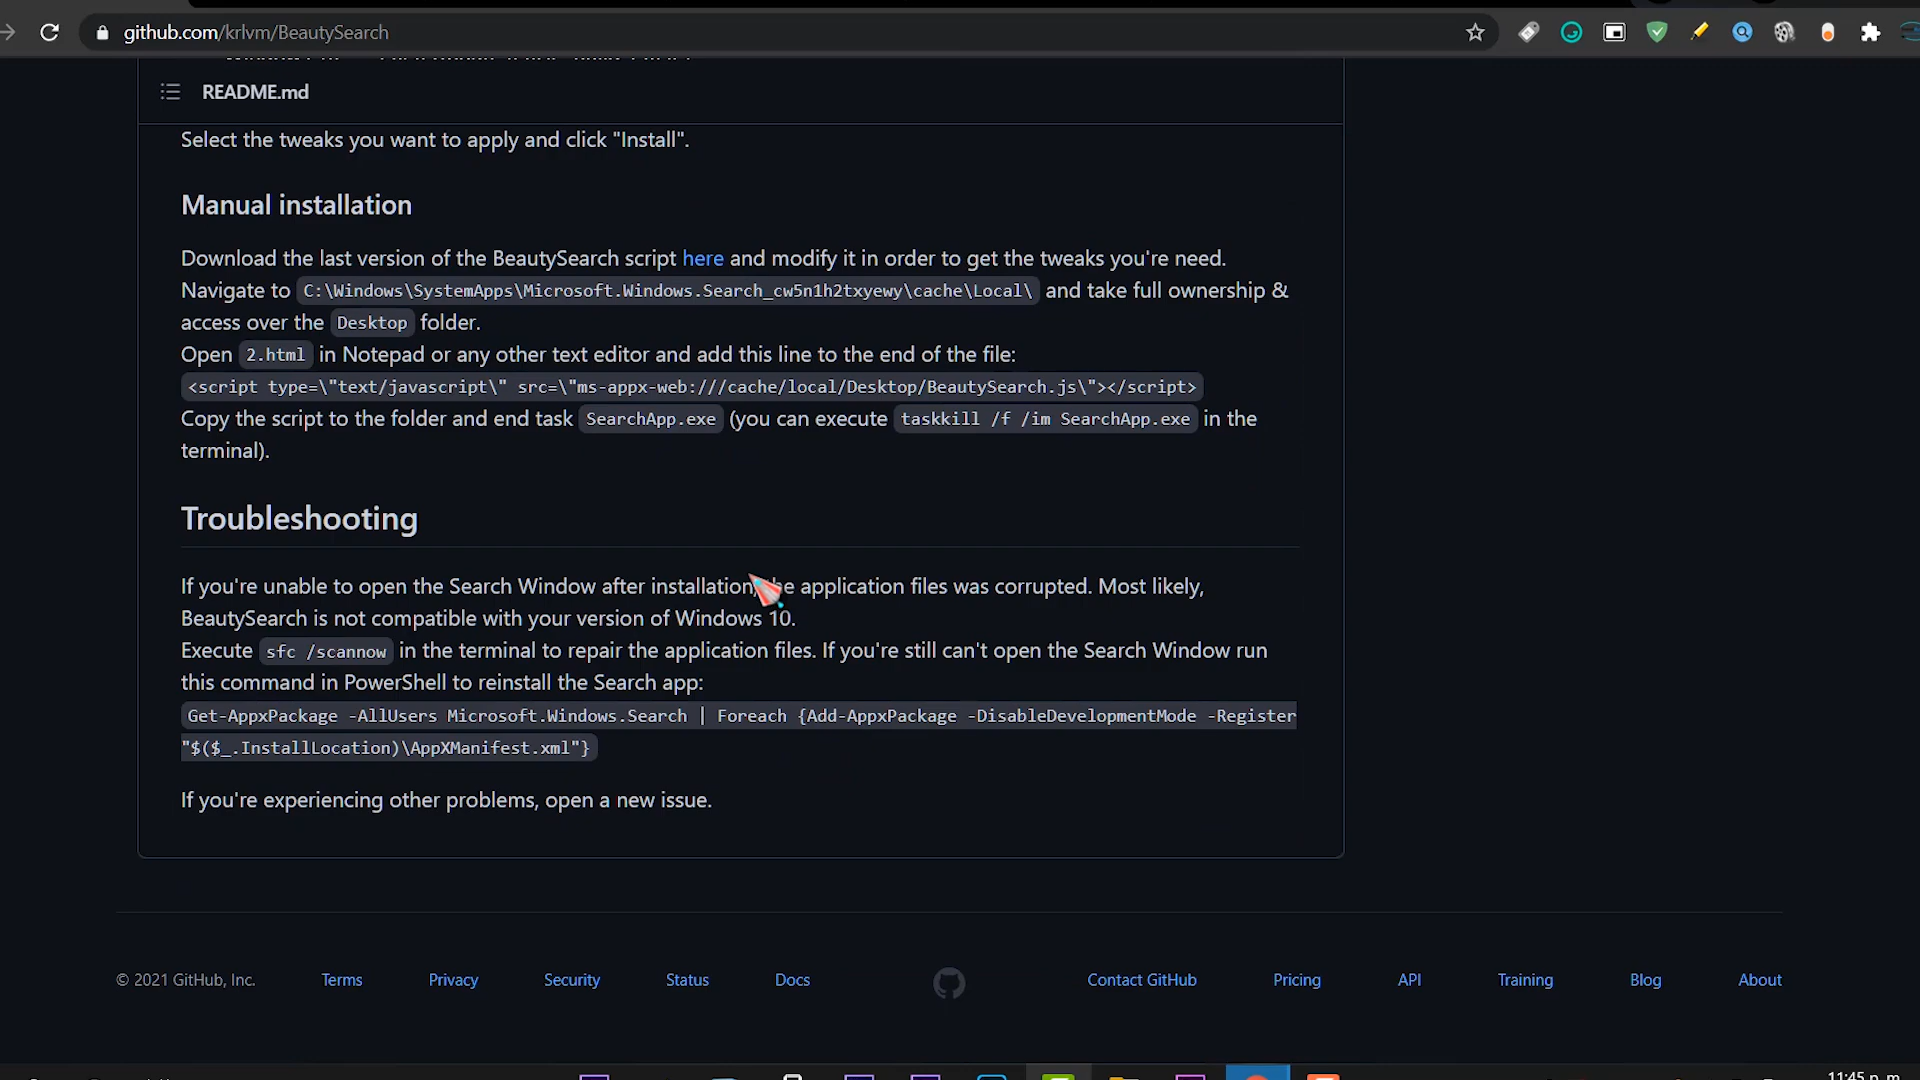 github.com/krlvm/BeautySearch
README.md
Select the tweaks you want to apply and click "Install".
Manual installation
Download the last version of the BeautySearch script here and modify it in order to get the tweaks you're need.
Navigate to C:\Windows\SystemApps\Microsoft.Windows.Search_cw5n1h2txyewy\cache\Local\ and take full ownership &
access over the Desktop folder.
Open 2.html in Notepad or any other text editor and add this line to the end of the file:
<script type=\"text/javascript\" src=\"ms-appx-web:///cache/local/Desktop/BeautySearch.js\"></script>
Copy the script to the folder and end task SearchApp.exe (you can execute taskkill /f /im SearchApp.exe in the
terminal).
Troubleshooting
If you're unable to open the Search Window after installation, application files was corrupted. Most likely,
BeautySearch is not compatible with your version of Windows 10.
Execute sfc /scannow in the terminal to repair the application files. If you're still can't open the Search Window run
this command in PowerShell to reinstall the Search app:
Get-AppxPackage -AllUsers Microsoft.Windows.Search | Foreach {Add-AppxPackage -DisableDevelopmentMode -Register
"$($_.InstallLocation)\AppXManifest.xml"}
If you're experiencing other problems, open a new issue.
© 2021 GitHub, Inc. Terms Privacy Security Status Docs Contact GitHub Pricing API Training Blog About
11:45 p. m.